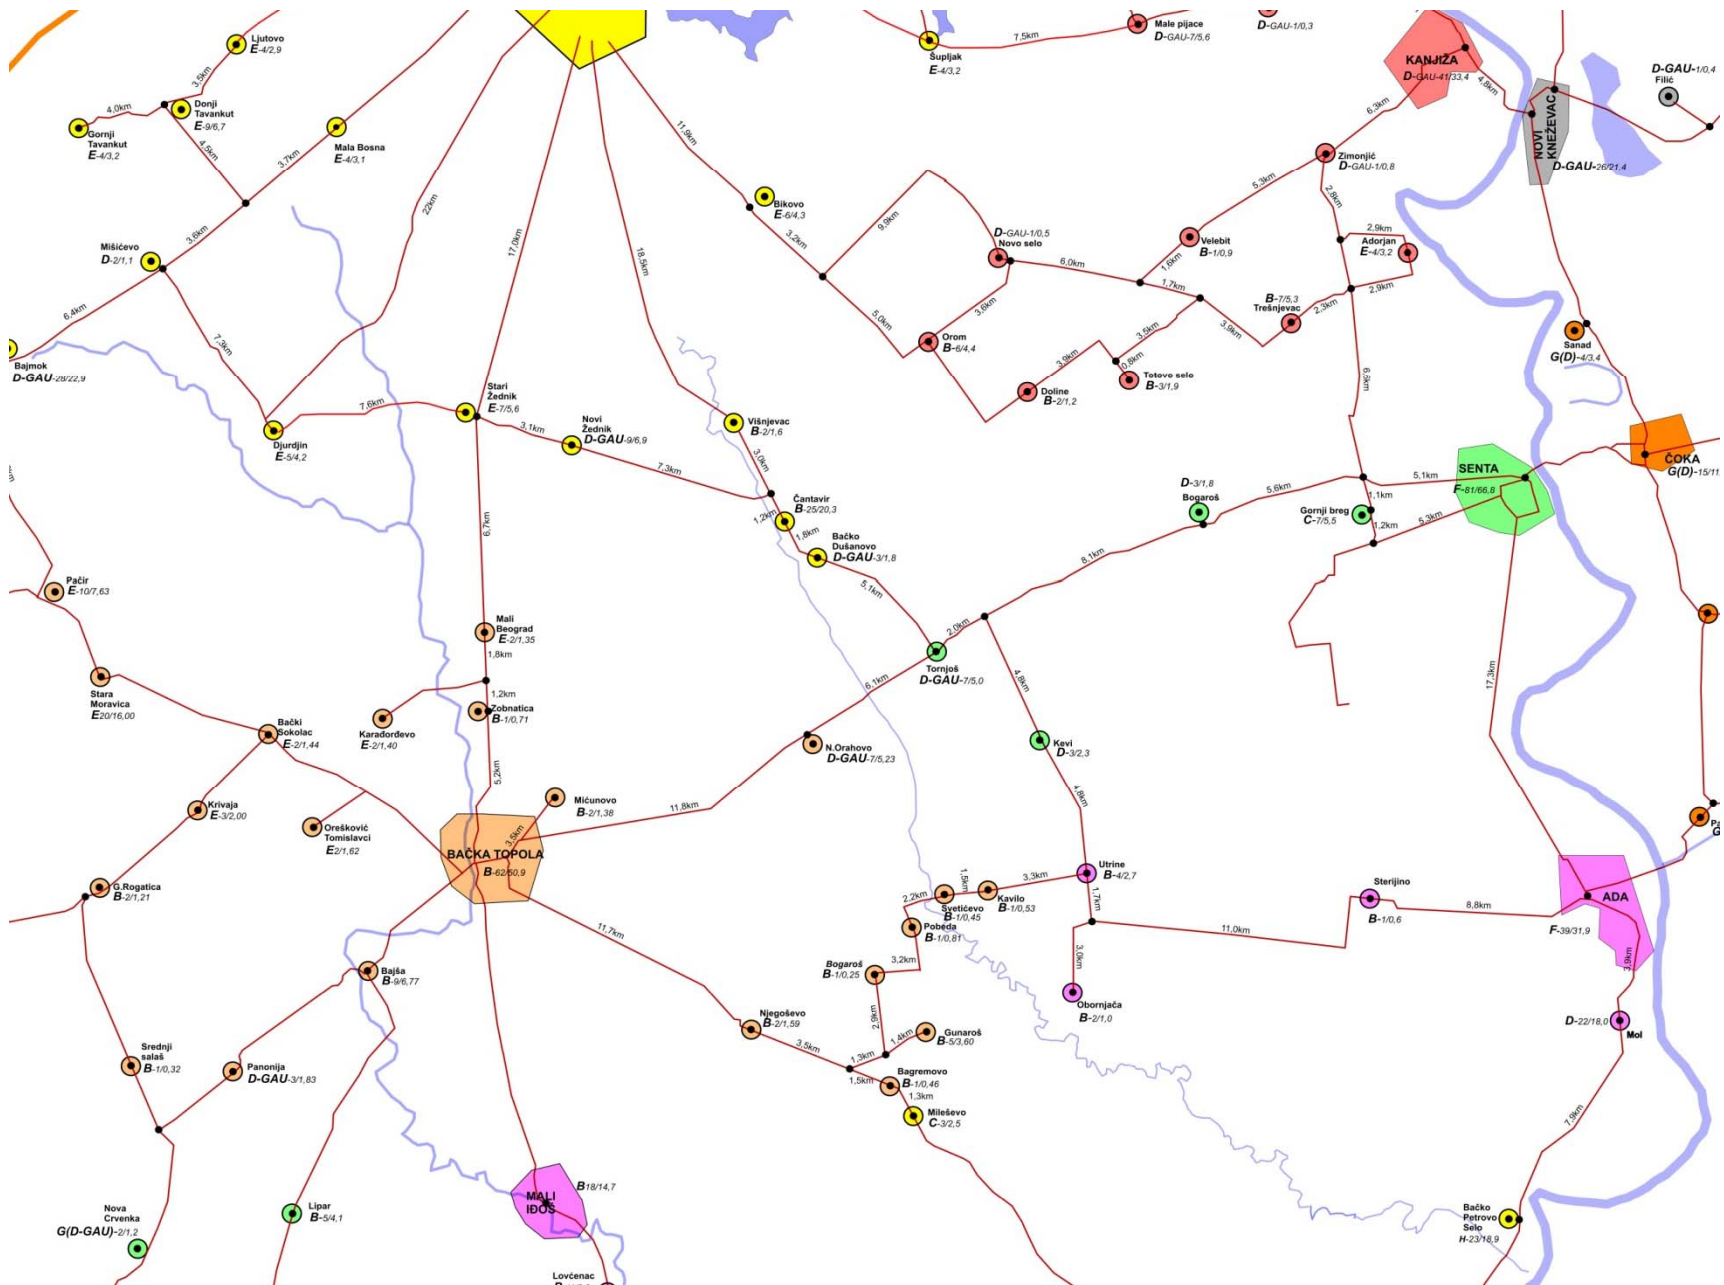 Ljutovo
E-4/2,9
3,5km
4,0km
Donji
Tavankut
E-9/6,7
Gornji
Tavankut
E-4/3,2
4,5km
3,7km
Mala Bosna
E-4/3,1
Mišićevo
D-2/1,1
3,6km
6,4km
7,3km
22km
17,0km
18,5km
11,9km
Bajmok
D-GAU-28/22,9
Šupljak
E-4/3,2
7,5km
Male pijace
D-GAU-7/5,6
D-GAU-1/0,3
KANJIŽA
D-GAU-41/33,4
4,8km
6,3km
NOVI
KNEŽEVAC
D-GAU-26/21.4
D-GAU-1/0,4
Filić
Bikovo
E-6/4,3
3,2km
9,9km
D-GAU-1/0,5
Novo selo
6,0km
Zimonjić
D-GAU-1/0.8
5,3km
2,8km
Velebit
B-1/0,9
1,6km
1,7km
2,9km
Adorjan
E-4/3,2
2,9km
B-7/5,3
Trešnjevac
2,3km
3,9km
3,5km
3,6km
5,0km
Orom
B-6/4,4
3,9km
0,8km
Totovo selo
B-3/1,9
Doline
B-2/1,2
6,9km
Sanad
G(D)-4/3,4
ČOKA
G(D)-15/11
SENTA
F-81/66,8
5,1km
5,3km
Djurdjin
E-5/4,2
7,6km
Stari
Žednik
E-7/5,6
3,1km
Novi
Žednik
D-GAU-9/6,9
7,3km
Višnjevac
B-2/1,6
3,0km
1,2km
Čantavir
B-25/20,3
1,8km
Bačko
Dušanovo
D-GAU-3/1,8
5,1km
6,7km
D-3/1,8
Bogaroš
5,6km
1,1km
Gornji breg
C-7/5,5
1,2km
8,1km
2,0km
Tornjoš
D-GAU-7/5,0
6,1km
4,8km
17,3km
Pačir
E-10/7,63
Mali
Beograd
E-2/1,35
1,8km
1,2km
Zobnatica
B-1/0,71
Karađorđevo
E-2/1,40
Stara
Moravica
E20/16,00
Bački
Sokolac
E-2/1,44
N.Orahovo
D-GAU-7/5,23
Kevi
D-3/2,3
5,2km
Mićunovo
B-2/1,38
11,8km
3,5km
4,8km
Krivaja
E-3/2,00
Orešković
Tomislavci
E2/1,62
BAČKA TOPOLA
B-62/50,9
G.Rogatica
B-2/1,21
Utrine
B-4/2,7
1,7km
3,3km
Kavilo
B-1/0,53
1,5km
Svetićevo
B-1/0,45
2,2km
Pobeda
B-1/0,81
3,2km
Bogaroš
B-1/0,25
2,9km
11,7km
Sterijino
B-1/0,6
8,8km
11,0km
3,0km
ADA
F-39/31,9
3,9km
Obornjača
B-2/1,0
Bajša
B-9/6,77
Njegoševo
B-2/1,59
3,5km
1,3km
1,4km
Gunaroš
B-5/3,60
1,5km
Bagremovo
B-1/0,46
1,3km
Mileševo
C-3/2,5
D-22/18,0
Mol
7,9km
Srednji
salaš
B-1/0,32
Panonija
D-GAU-3/1,83
MALI
IĐOŠ
B18/14,7
Nova
Crvenka
G(D-GAU)-2/1,2
Lipar
B-5/4,1
Lovćenac
Bačko
Petrovo
Selo
H-23/18,9